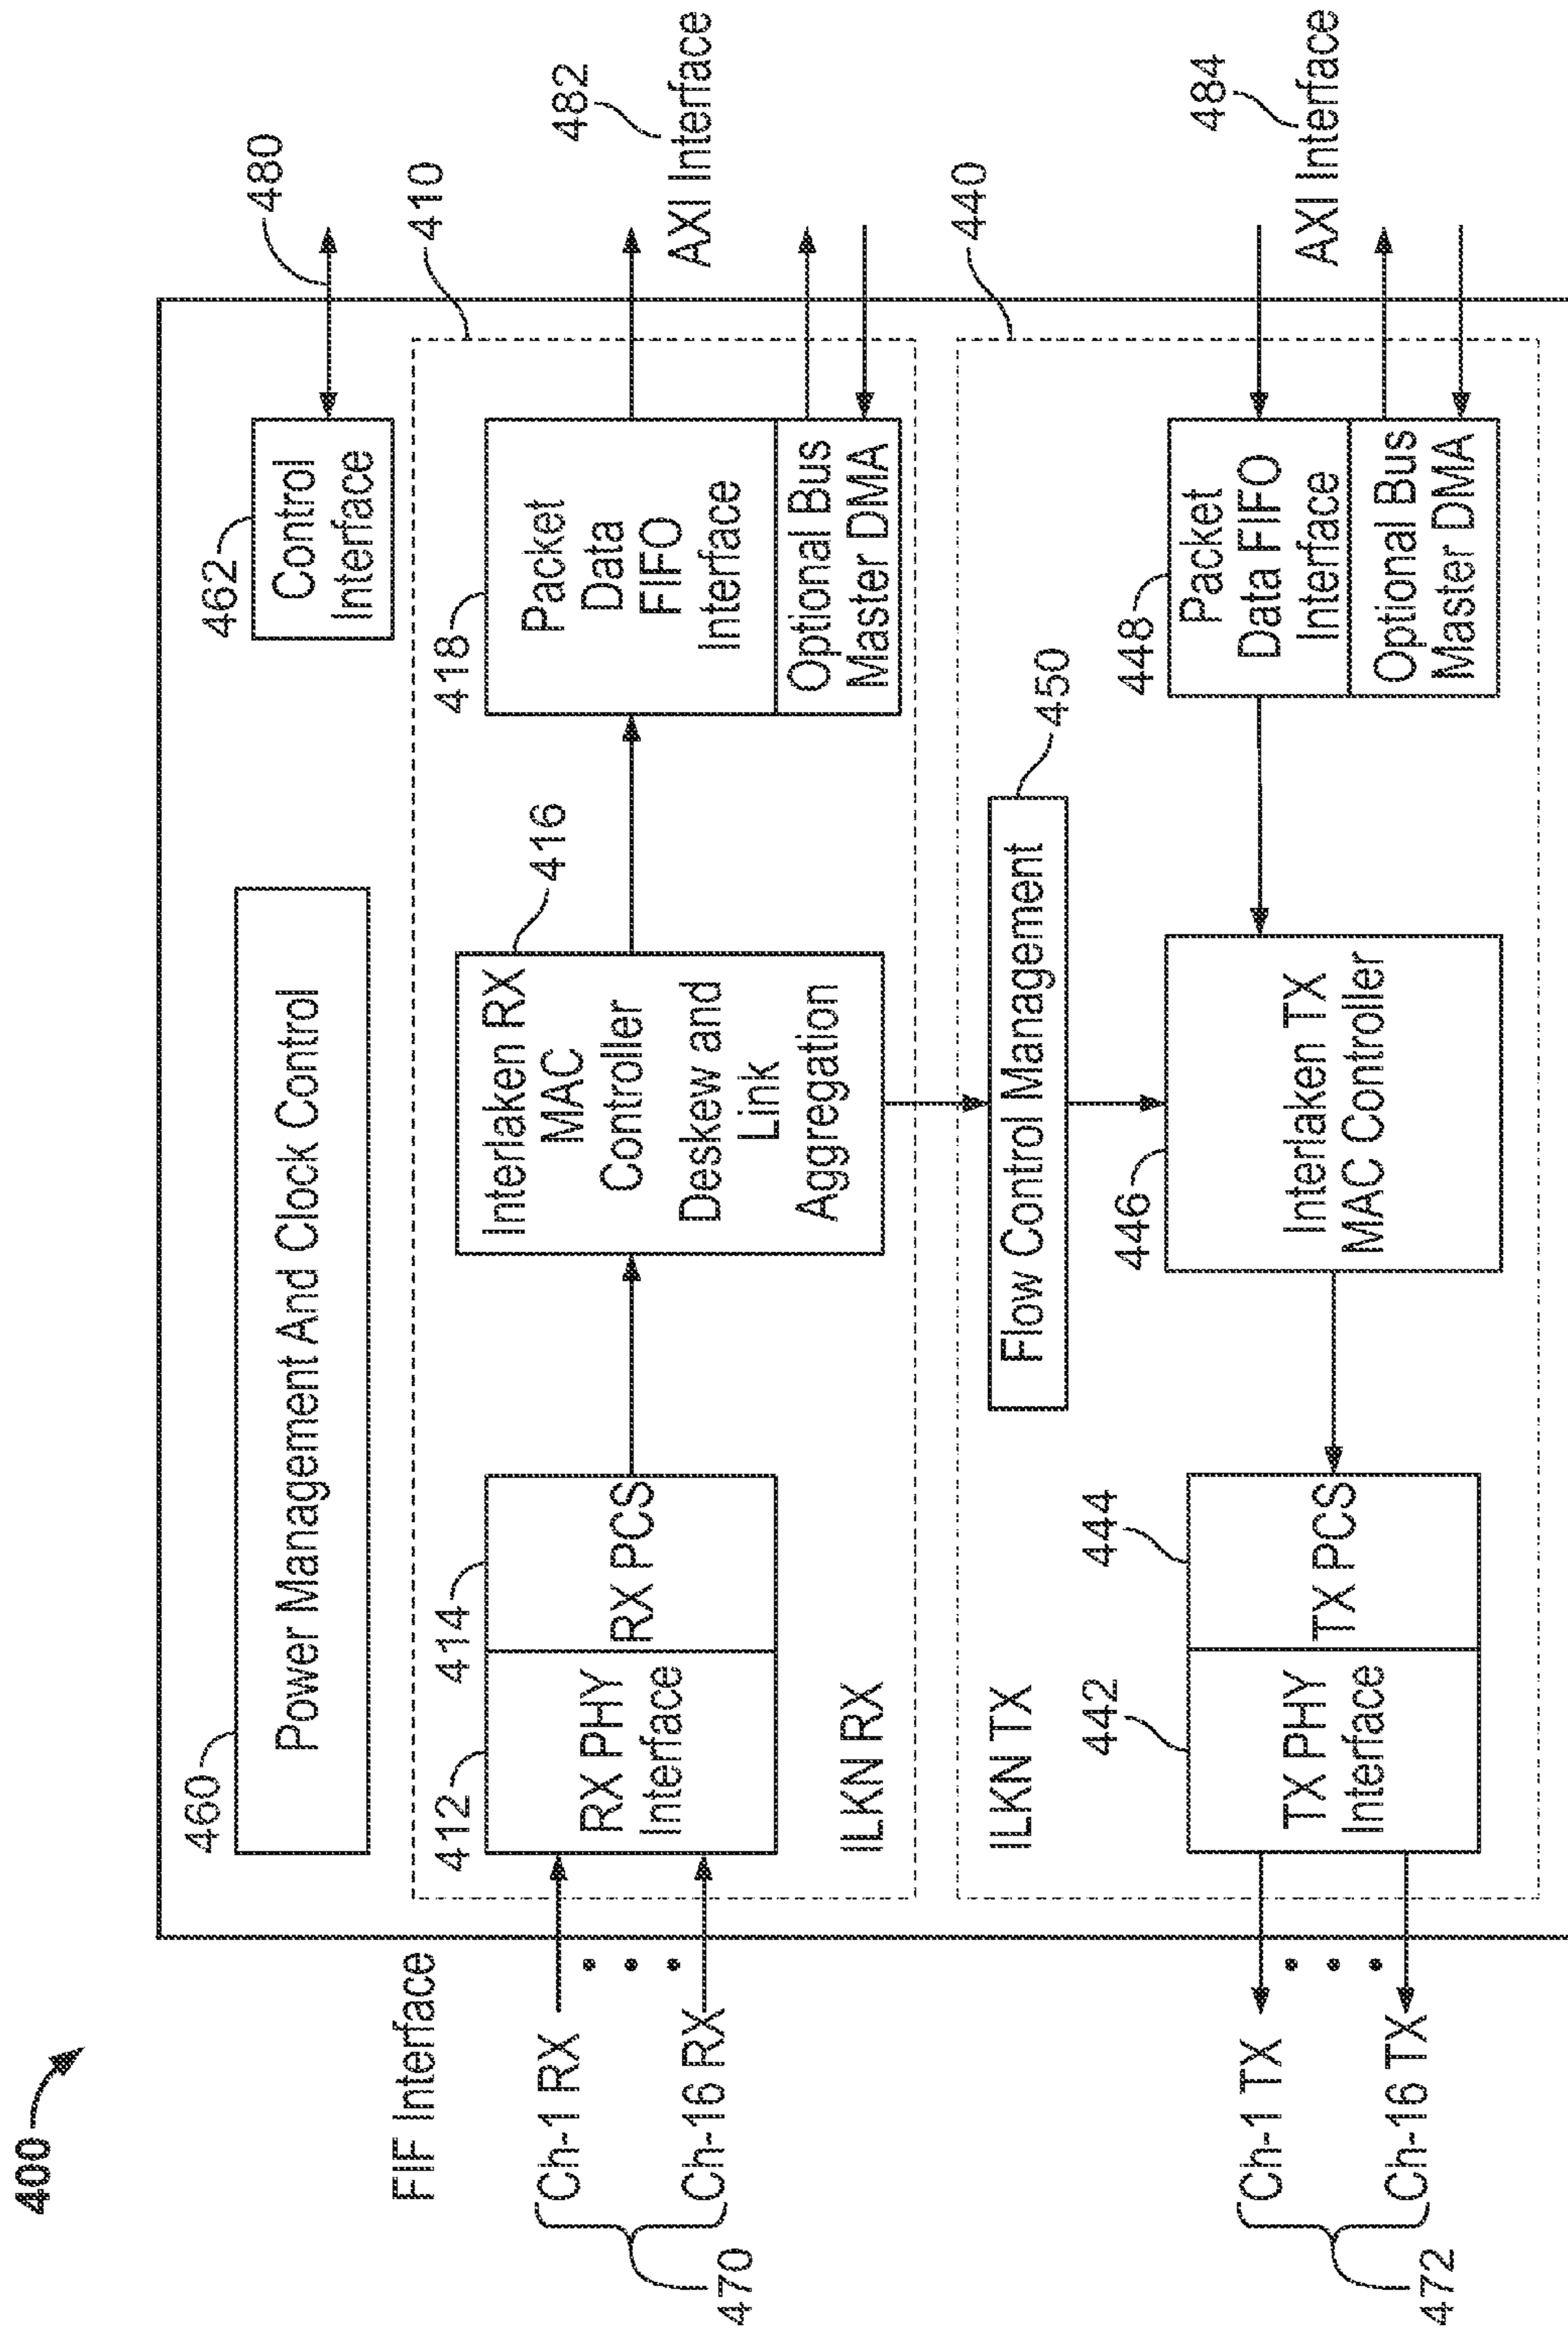 400
460
Power Management And Clock Control
462
Control
Interface
480
FIF Interface
410
412
RX PHY
Interface
414
RX PCS
Interlaken RX
MAC
Controller
Deskew and
Link
Aggregation
416
418
Packet
Data
FIFO
Interface
Optional Bus
Master DMA
482
AXI Interface
Ch-1 RX
Ch-16 RX
470
ILKN RX
440
ILKN TX
Flow Control Management
450
442
TX PHY
Interface
444
TX PCS
446
Interlaken TX
MAC Controller
448
Packet
Data FIFO
Interface
Optional Bus
Master DMA
484
AXI Interface
Ch-1 TX
Ch-16 TX
472